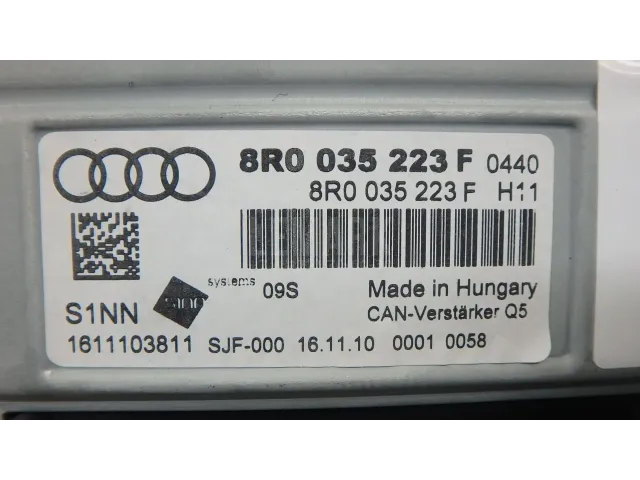 8R0 035 223 F 0440
8R0 035 223 F H11
systems 09S Made in Hungary
S1NN CAN-Verstärker Q5
1611103811 SJF-000 16.11.10 0001 0058